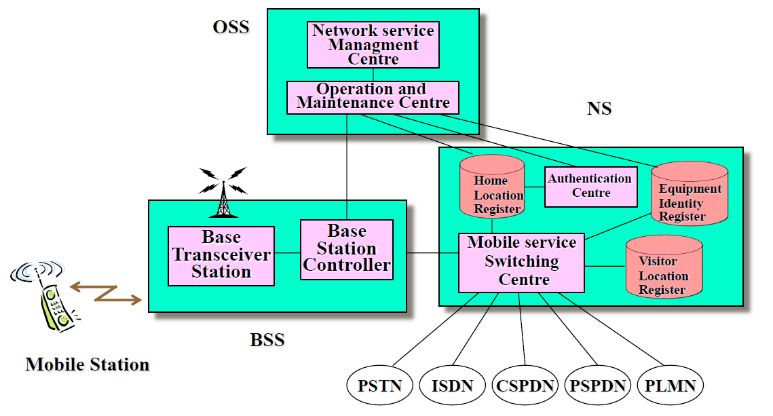 OSS
Network service
Managment
Centre
Operation and
Maintenance Centre
NS
Home
Location
Register
Authentication
Centre
Equipment
Identity
Register
Base
Transceiver
Station
Base
Station
Controller
Mobile service
Switching
Centre
Visitor
Location
Register
BSS
Mobile Station
PSTN
ISDN
CSPDN
PSPDN
PLMN